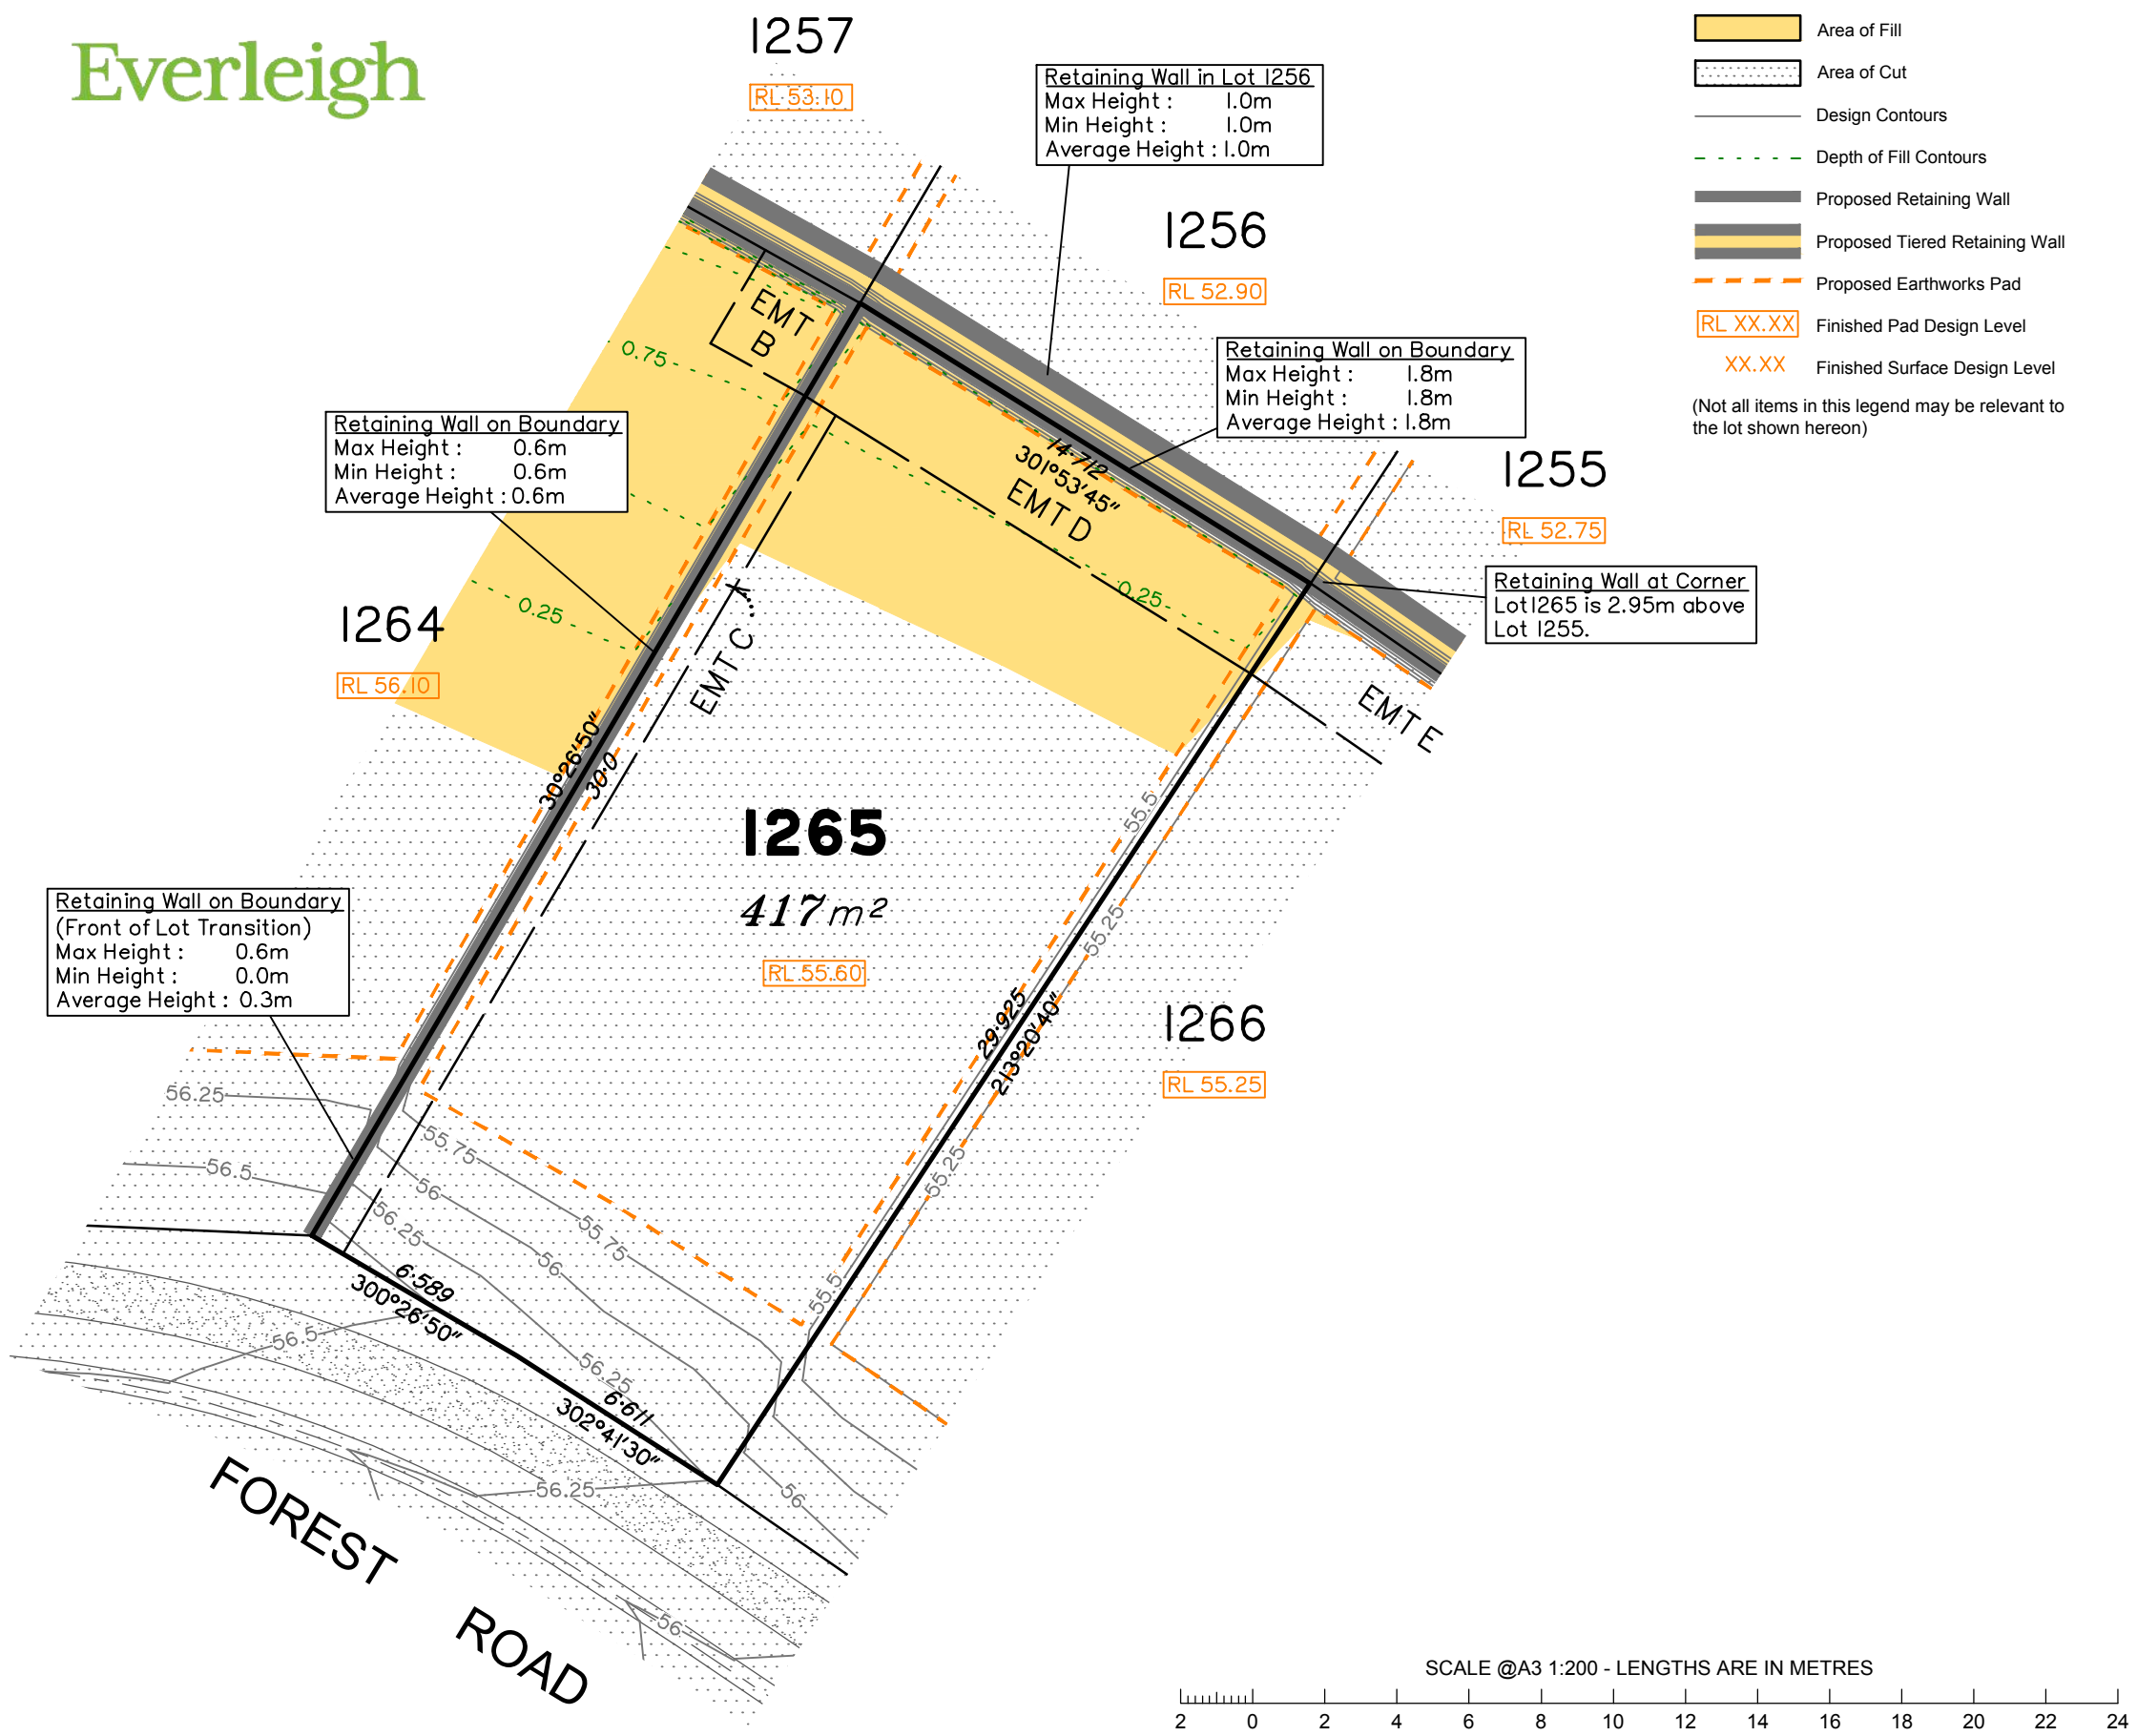 Everleigh
1257
RL 53.10
Retaining Wall in Lot 1256
Max Height : 1.0m
Min Height : 1.0m
Average Height : 1.0m
1256
RL 52.90
Retaining Wall on Boundary
Max Height : 1.8m
Min Height : 1.8m
Average Height : 1.8m
1255
RL 52.75
Retaining Wall at Corner
Lot1265 is 2.95m above
Lot 1255.
Area of Fill
Area of Cut
Design Contours
Depth of Fill Contours
Proposed Retaining Wall
Proposed Tiered Retaining Wall
Proposed Earthworks Pad
RL XX.XX Finished Pad Design Level
XX.XX Finished Surface Design Level
(Not all items in this legend may be relevant to
the lot shown hereon)
EMT
B
0.75
Retaining Wall on Boundary
Max Height : 0.6m
Min Height : 0.6m
Average Height : 0.6m
14·712
301°53'45"
EMT D
0.25
0.25
1264
RL 56.10
EMT C
EMT E
30°26'50"
30·0
1265
417m²
RL 55.60
55.5
55.25
29·925
213°20'40"
1266
RL 55.25
Retaining Wall on Boundary
(Front of Lot Transition)
Max Height : 0.6m
Min Height : 0.0m
Average Height : 0.3m
56.25
56.5
55.75
56
56.25
55.75
56
55.25
55.5
6·589
300°26'50"
56.5
56.25
6·611
302°41'30"
56.25
56
56
FOREST
ROAD
SCALE @A3 1:200 - LENGTHS ARE IN METRES
2 0 2 4 6 8 10 12 14 16 18 20 22 24